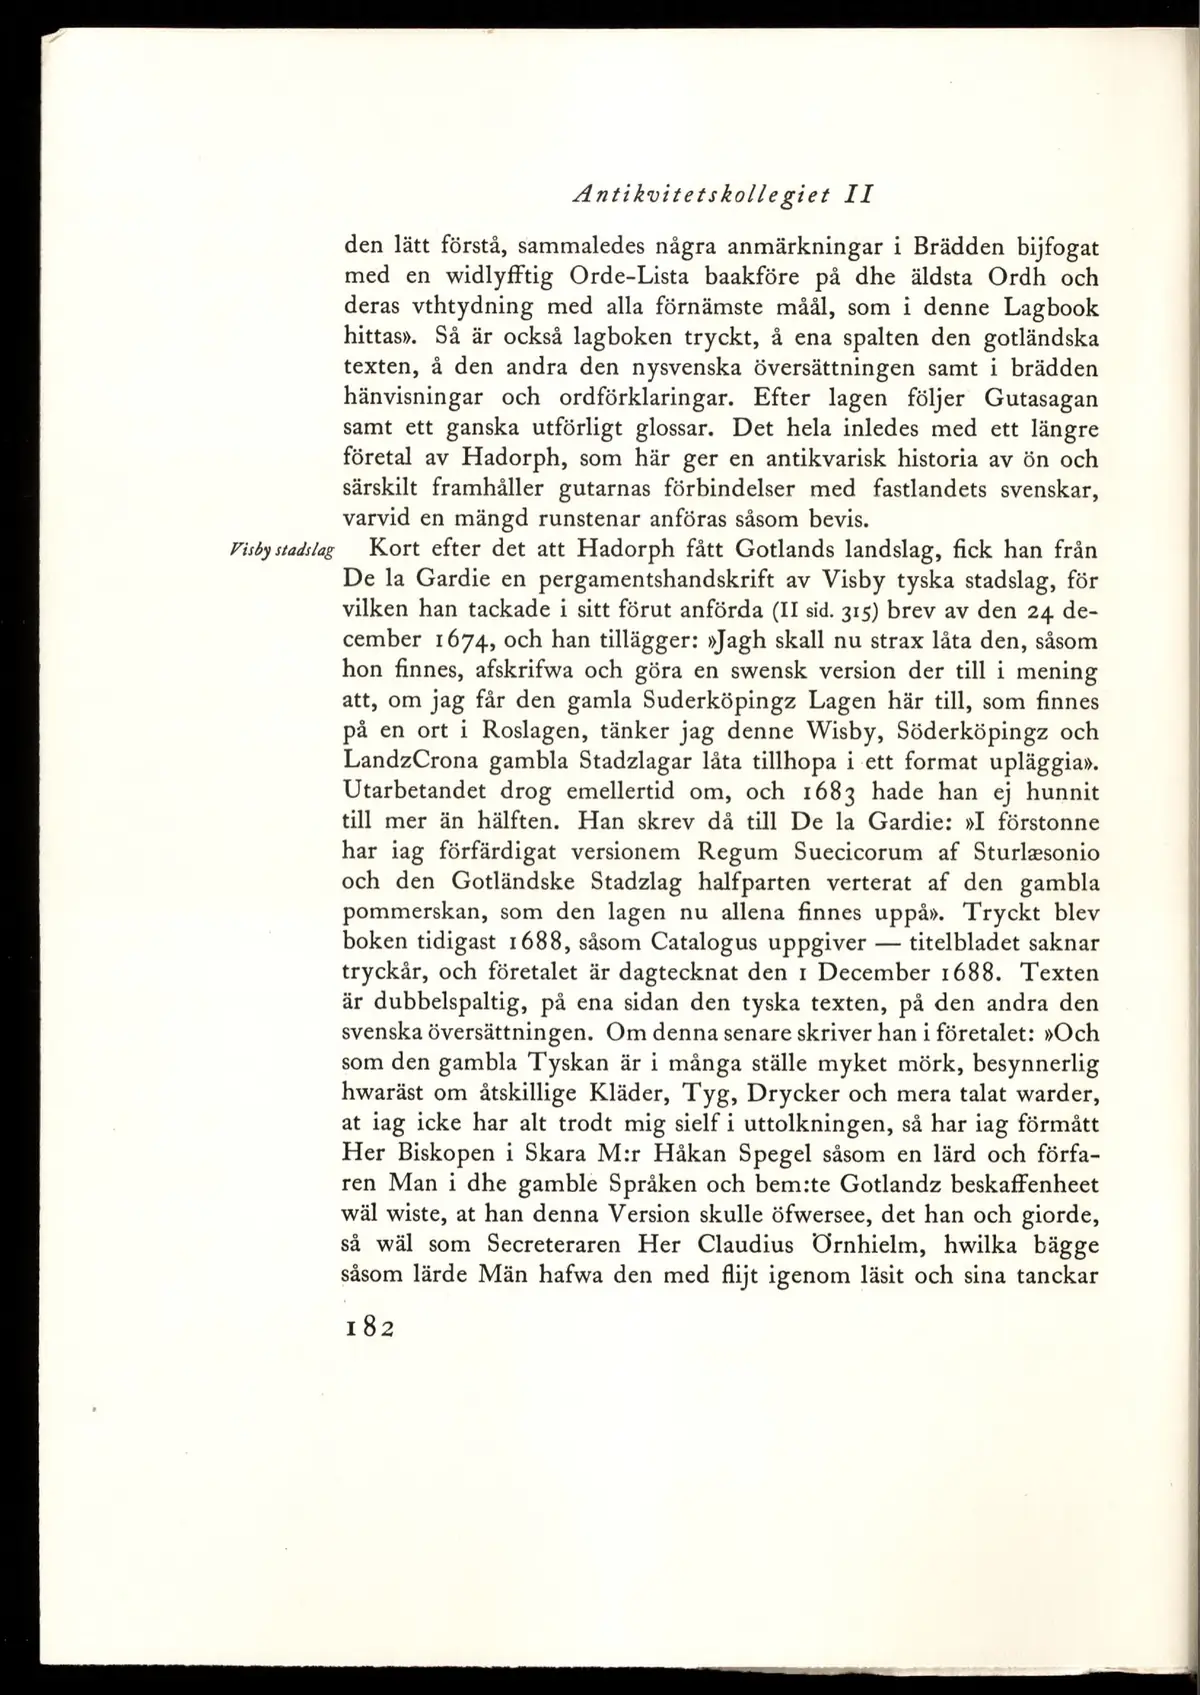 Antikvitetskollegiet II
den lätt förstå, sammaledes några anmärkningar i Brädden bijfogat
med en widlyfftig Orde-Lista baakföre på dhe äldsta Ordh och
deras vthtydning med alla förnämste måål, som i denne Lagbook
hittas». Så är också lagboken tryckt, å ena spalten den gotländska
texten, å den andra den nysvenska översättningen samt i brädden
hänvisningar och ordförklaringar. Efter lagen följer Gutasagan
samt ett ganska utförligt glossar. Det hela inledes med ett längre
företal av Hadorph, som här ger en antikvarisk historia av ön och
särskilt framhåller gutarnas förbindelser med fastlandets svenskar,
varvid en mängd runstenar anföras såsom bevis.
Visby stadslag Kort efter det att Hadorph fått Gotlands landslag, fick han från
De la Gardie en pergamentshandskrift av Visby tyska stadslag, för
vilken han tackade i sitt förut anförda (II sid. 315) brev av den 24 de-
cember 1674, och han tillägger: »Jagh skall nu strax låta den, såsom
hon finnes, afskrifwa och göra en swensk version der till i mening
att, om jag får den gamla Suderköpingz Lagen här till, som finnes
på en ort i Roslagen, tänker jag denne Wisby, Söderköpingz och
LandzCrona gambla Stadzlagar låta tillhopa i ett format upläggia».
Utarbetandet drog emellertid om, och 1683 hade han ej hunnit
till mer än hälften. Han skrev då till De la Gardie: »I förstonne
har iag förfärdigat versionem Regum Suecicorum af Sturlæsonio
och den Gotländske Stadzlag halfparten verterat af den gambla
pommerskan, som den lagen nu allena finnes uppå». Tryckt blev
boken tidigast 1688, såsom Catalogus uppgiver — titelbladet saknar
tryckår, och företalet är dagtecknat den 1 December 1688. Texten
är dubbelspaltig, på ena sidan den tyska texten, på den andra den
svenska översättningen. Om denna senare skriver han i företalet: »Och
som den gambla Tyskan är i många ställe myket mörk, besynnerlig
hwaräst om åtskillige Kläder, Tyg, Drycker och mera talat warder,
at iag icke har alt trodt mig sielf i uttolkningen, så har iag förmått
Her Biskopen i Skara M:r Håkan Spegel såsom en lärd och förfa-
ren Man i dhe gamble Språken och bem:te Gotlandz beskaffenheet
wäl wiste, at han denna Version skulle öfwersee, det han och giorde,
så wäl som Secreteraren Her Claudius Örnhielm, hwilka bägge
såsom lärde Män hafwa den med flijt igenom läsit och sina tanckar
182